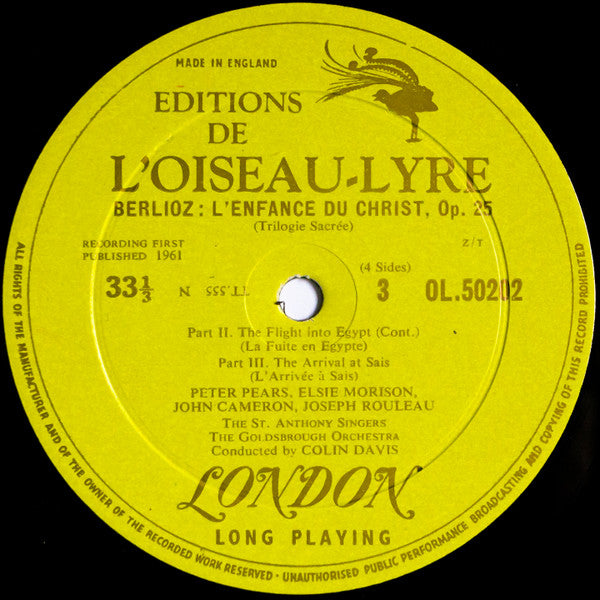 MADE IN ENGLAND
EDITIONS
DE
L'OISEAU-LYRE
BERLIOZ: L'ENFANCE DU CHRIST, Op. 25
(Trilogie Sacrée)
RECORDING FIRST
PUBLISHED 1961
Z/T
(4 Sides)
33⅓
TT.555 N
3 OL.50202
Part II. The Flight into Egypt (Cont.)
(La Fuite en Egypte)
Part III. The Arrival at Sais
(L'Arrivée à Sais)
PETER PEARS, ELSIE MORISON,
JOHN CAMERON, JOSEPH ROULEAU
THE ST. ANTHONY SINGERS
THE GOLDSBROUGH ORCHESTRA
Conducted by COLIN DAVIS
LONDON
LONG PLAYING
ALL RIGHTS OF THE MANUFACTURER AND OF THE OWNER OF THE RECORDED WORK RESERVED · UNAUTHORISED PUBLIC PERFORMANCE BROADCASTING AND COPYING OF THIS RECORD PROHIBITED